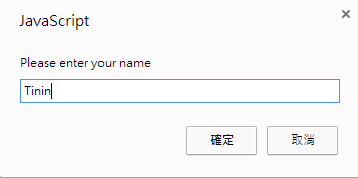 JavaScript
Please enter your name
Tinin
確定 取消